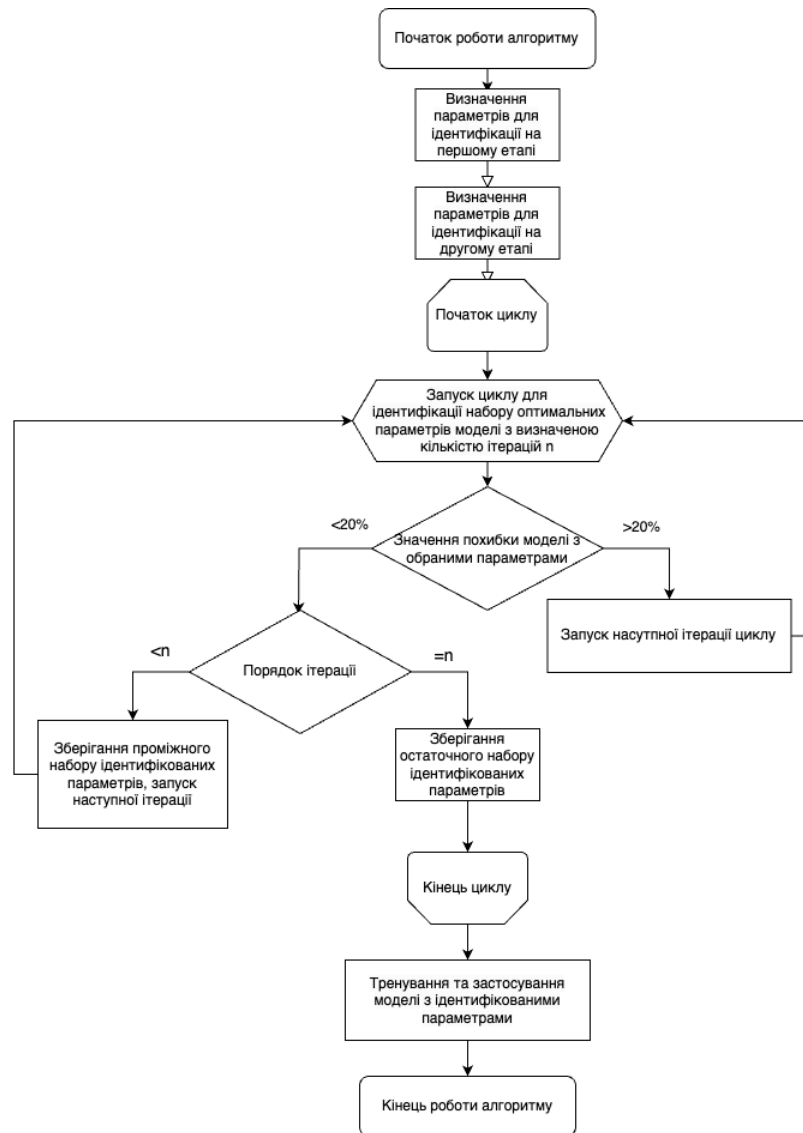 Початок роботи алгоритму
Визначення
параметрів для
ідентифікації на
першому етапі
Визначення
параметрів для
ідентифікації на
другому етапі
Початок циклу
Запуск циклу для
ідентифікації набору оптимальних
параметрів моделі з визначеною
кількістю ітерацій n
<20%
>20%
Значення похибки моделі з
обраними параметрами
Запуск насутпної ітерації циклу
<n
Порядок ітерації
=n
Зберігання проміжного
набору ідентифікованих
параметрів, запуск
наступної ітерації
Зберігання
остаточного набору
ідентифікованих
параметрів
Кінець циклу
Тренування та застосування
моделі з ідентифікованими
параметрами
Кінець роботи алгоритму